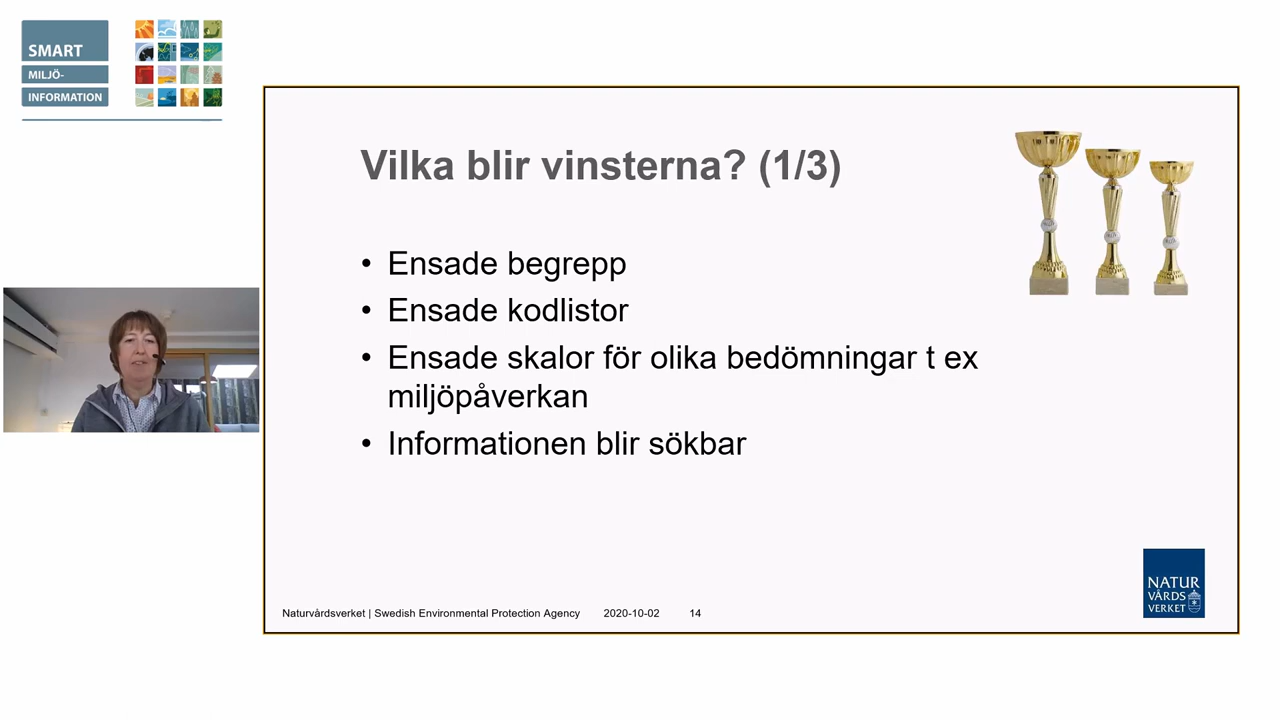 SMART
MILJÖ-
INFORMATION
Vilka blir vinsterna? (1/3)
• Ensade begrepp
• Ensade kodlistor
• Ensade skalor för olika bedömningar t ex
miljöpåverkan
• Informationen blir sökbar
Naturvårdsverket | Swedish Environmental Protection Agency 2020-10-02 14
NATUR
VÅRDS
VERKET